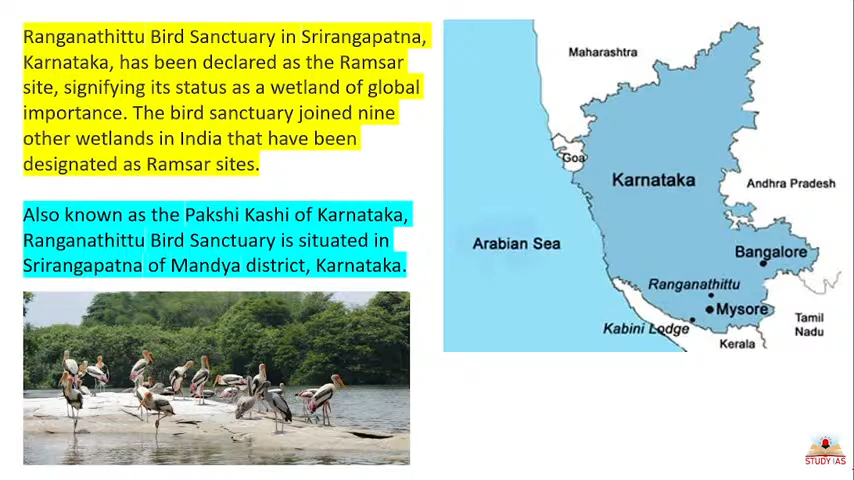 Ranganathittu Bird Sanctuary in Srirangapatna,
Karnataka, has been declared as the Ramsar
site, signifying its status as a wetland of global
importance. The bird sanctuary joined nine
other wetlands in India that have been
designated as Ramsar sites.
Also known as the Pakshi Kashi of Karnataka,
Ranganathittu Bird Sanctuary is situated in
Srirangapatna of Mandya district, Karnataka.
Maharashtra
Goa
Karnataka
Andhra Pradesh
Arabian Sea
Bangalore
Ranganathittu
Mysore
Kabini Lodge
Tamil
Nadu
Kerala
STUDY IAS